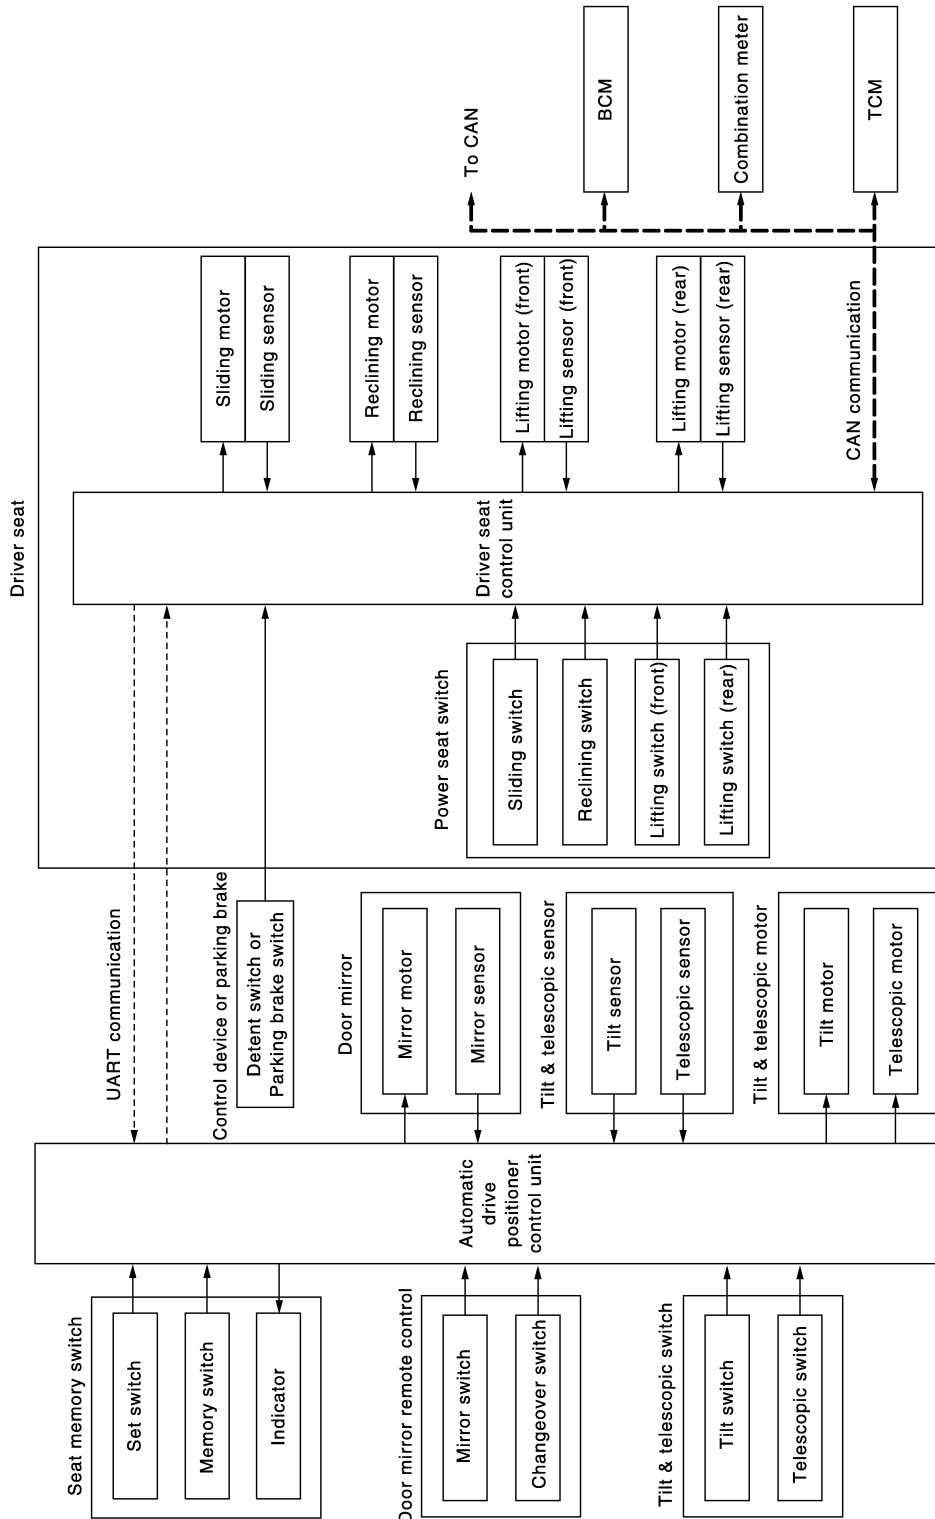 Seat memory switch
Set switch
Memory switch
Indicator
Door mirror remote control
Mirror switch
Changeover switch
Tilt & telescopic switch
Tilt switch
Telescopic switch
Automatic
drive
positioner
control unit
UART communication
Control device or parking brake
Detent switch or
Parking brake switch
Door mirror
Mirror motor
Mirror sensor
Tilt & telescopic sensor
Tilt sensor
Telescopic sensor
Tilt & telescopic motor
Tilt motor
Telescopic motor
Driver seat
Power seat switch
Sliding switch
Reclining switch
Lifting switch (front)
Lifting switch (rear)
Driver seat
control unit
Sliding motor
Sliding sensor
Reclining motor
Reclining sensor
Lifting motor (front)
Lifting sensor (front)
Lifting motor (rear)
Lifting sensor (rear)
CAN communication
To CAN
BCM
Combination meter
TCM